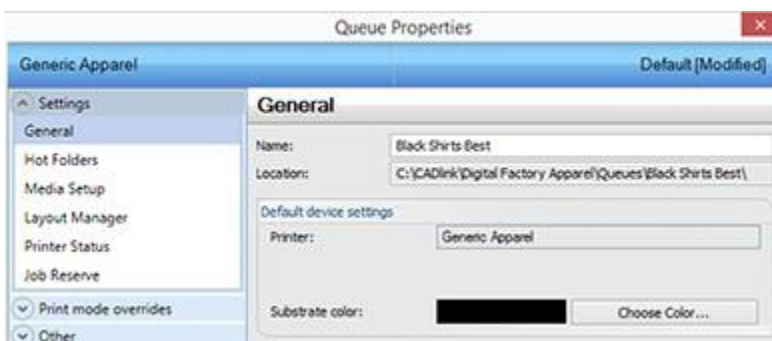 Queue Properties
Generic Apparel Default [Modified]
Settings
General
Hot Folders
Media Setup
Layout Manager
Printer Status
Job Reserve
Print mode overrides
Other
General
Name: Black Shirts Best
Location: C:\CADlink\Digital Factory Apparel\Queues\Black Shirts Best\
Default device settings
Printer: Generic Apparel
Substrate color: Choose Color...